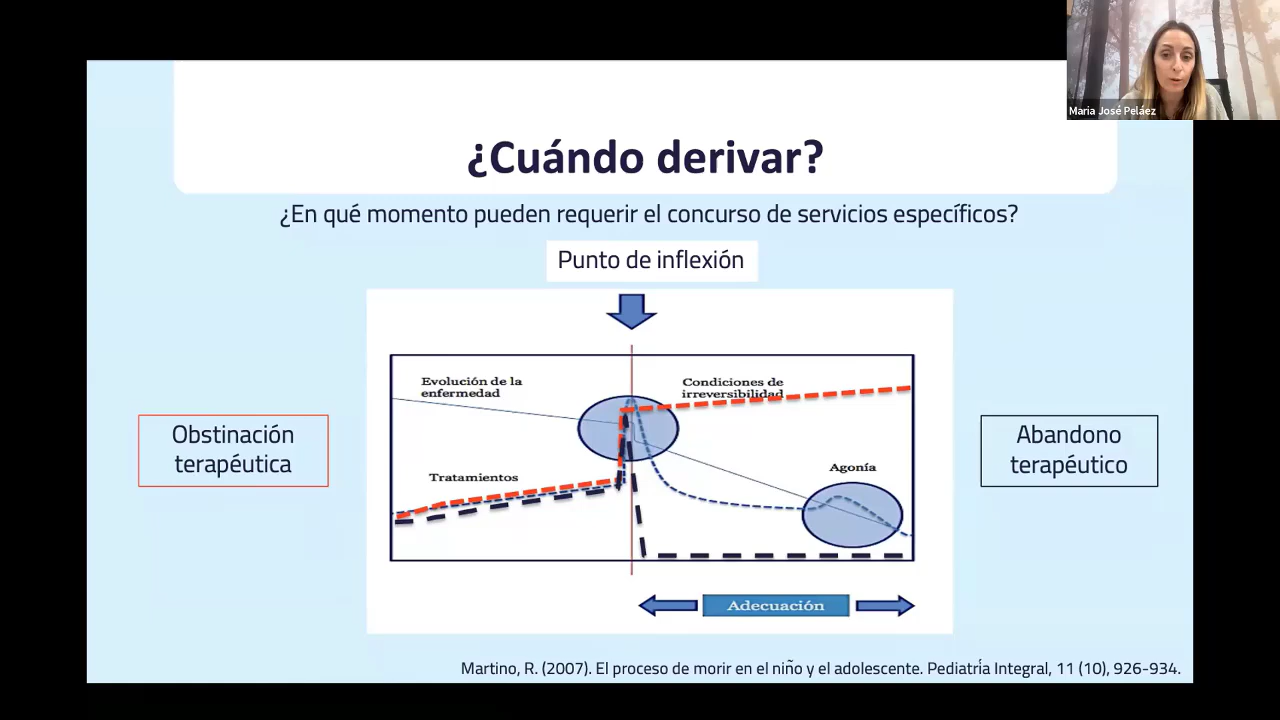 Maria José Peláez
¿Cuándo derivar?
¿En qué momento pueden requerir el concurso de servicios específicos?
Punto de inflexión
Evolución de la
enfermedad
Condiciones de
irreversibilidad
Obstinación
terapéutica
Tratamientos
Agonía
Abandono
terapéutico
Adecuación
Martino, R. (2007). El proceso de morir en el niño y el adolescente. Pediatría Integral, 11 (10), 926-934.